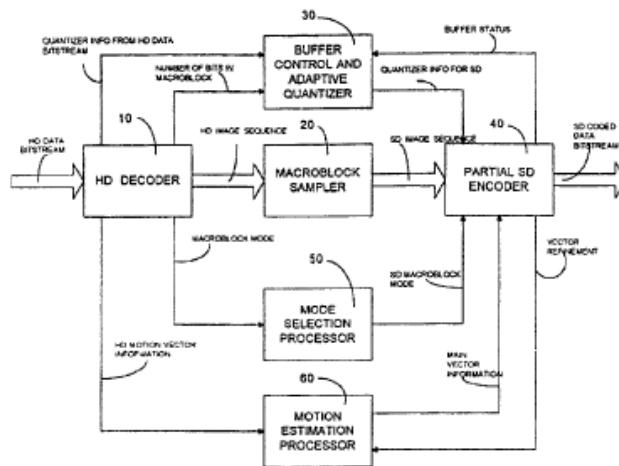 30
QUANTIZER INFO FROM HD DATA
BITSTREAM
BUFFER
CONTROL AND
ADAPTIVE
QUANTIZER
BUFFER STATUS
NUMBER OF BITS IN
MACROBLOCK
QUANTIZER INFO FOR SD
10
20
40
HD DATA
BITSTREAM
HD DECODER
HD IMAGE SEQUENCE
MACROBLOCK
SAMPLER
SD IMAGE SEQUENCE
PARTIAL SD
ENCODER
SD CODED
DATA
BITSTREAM
MACROBLOCK MODE
50
SD MACROBLOCK
MODE
VECTOR
REFINEMENT
MODE
SELECTION
PROCESSOR
HD MOTION VECTOR
INFORMATION
60
MAIN
VECTOR
INFORMATION
MOTION
ESTIMATION
PROCESSOR